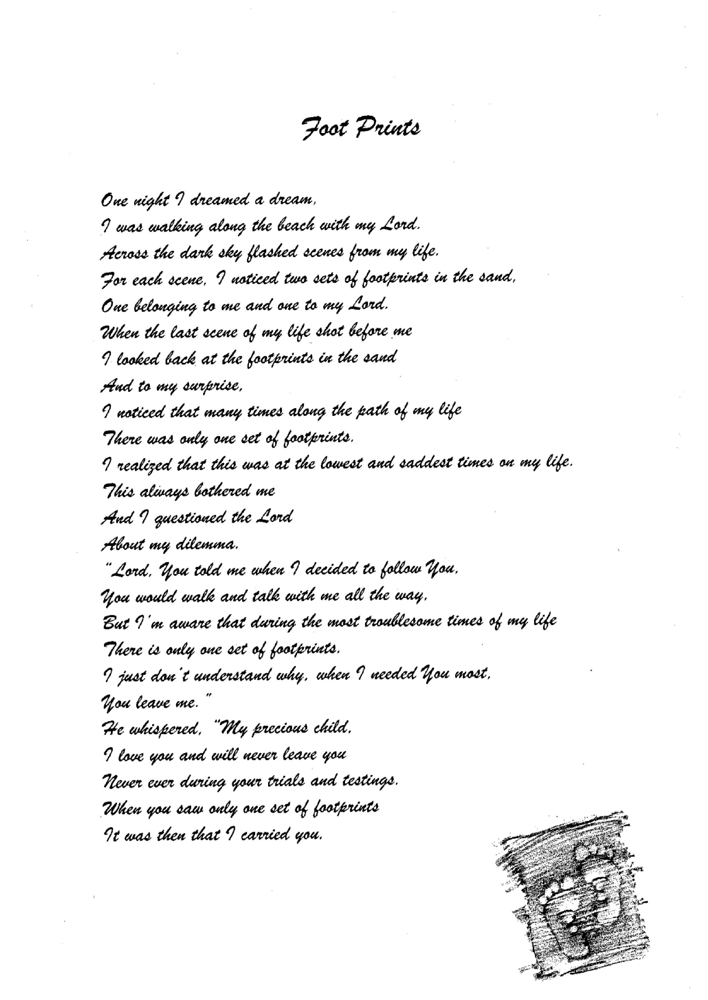 Foot Prints
One night I dreamed a dream,
I was walking along the beach with my Lord.
Across the dark sky flashed scenes from my life.
For each scene, I noticed two sets of footprints in the sand,
One belonging to me and one to my Lord.
When the last scene of my life shot before me
I looked back at the footprints in the sand
And to my surprise,
I noticed that many times along the path of my life
There was only one set of footprints.
I realized that this was at the lowest and saddest times on my life.
This always bothered me
And I questioned the Lord
About my dilemma.
"Lord, You told me when I decided to follow You,
You would walk and talk with me all the way.
But I'm aware that during the most troublesome times of my life
There is only one set of footprints.
I just don't understand why, when I needed You most,
You leave me."
He whispered, "My precious child,
I love you and will never leave you
Never ever during your trials and testings.
When you saw only one set of footprints
It was then that I carried you.